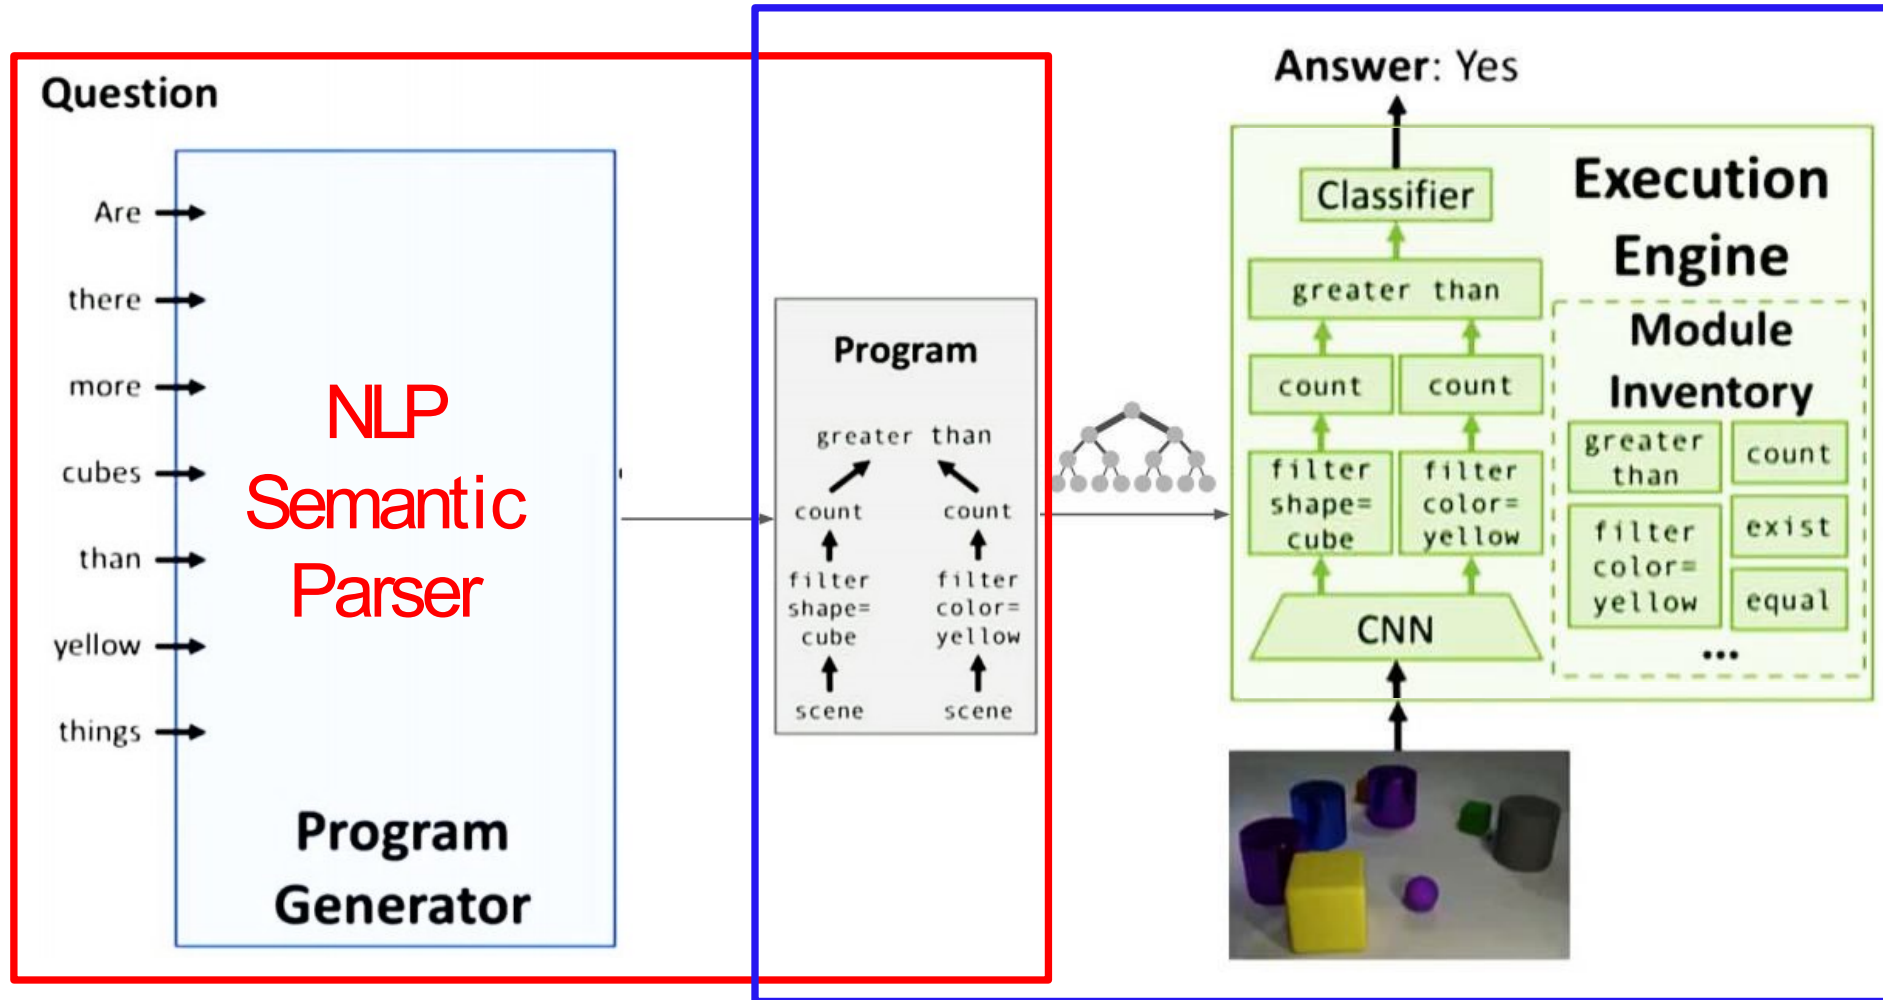 Question
Are
there
more
cubes
than
yellow
things
NLP
Semantic
Parser
Program
Generator
Program
greater than
count count
filter filter
shape= color=
cube yellow
scene scene
Answer: Yes
Classifier
greater than
count count
filter filter
shape= color=
cube yellow
CNN
Execution
Engine
Module
Inventory
greater
than
count
filter
color=
yellow
exist
equal
...